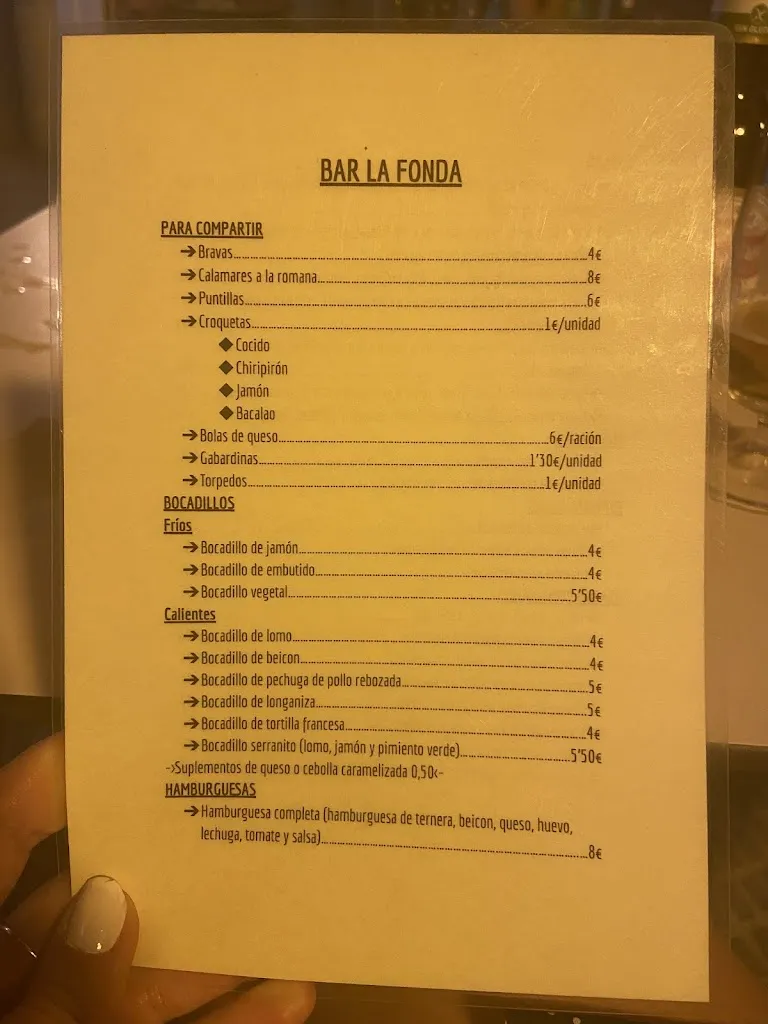 BAR LA FONDA
PARA COMPARTIR
➔Bravas....................4€
➔Calamares a la romana....................8€
➔Puntillas....................6€
➔Croquetas....................1€/unidad
◆Cocido
◆Chiripirón
◆Jamón
◆Bacalao
➔Bolas de queso....................6€/ración
➔Gabardinas....................1'30€/unidad
➔Torpedos....................1€/unidad
BOCADILLOS
Fríos
➔Bocadillo de jamón....................4€
➔Bocadillo de embutido....................4€
➔Bocadillo vegetal....................5'50€
Calientes
➔Bocadillo de lomo....................4€
➔Bocadillo de beicon....................4€
➔Bocadillo de pechuga de pollo rebozada....................5€
➔Bocadillo de longaniza....................5€
➔Bocadillo de tortilla francesa....................4€
➔Bocadillo serranito (lomo, jamón y pimiento verde)....................5'50€
->Suplementos de queso o cebolla caramelizada 0,50<-
HAMBURGUESAS
➔Hamburguesa completa (hamburguesa de ternera, beicon, queso, huevo,
lechuga, tomate y salsa)....................8€